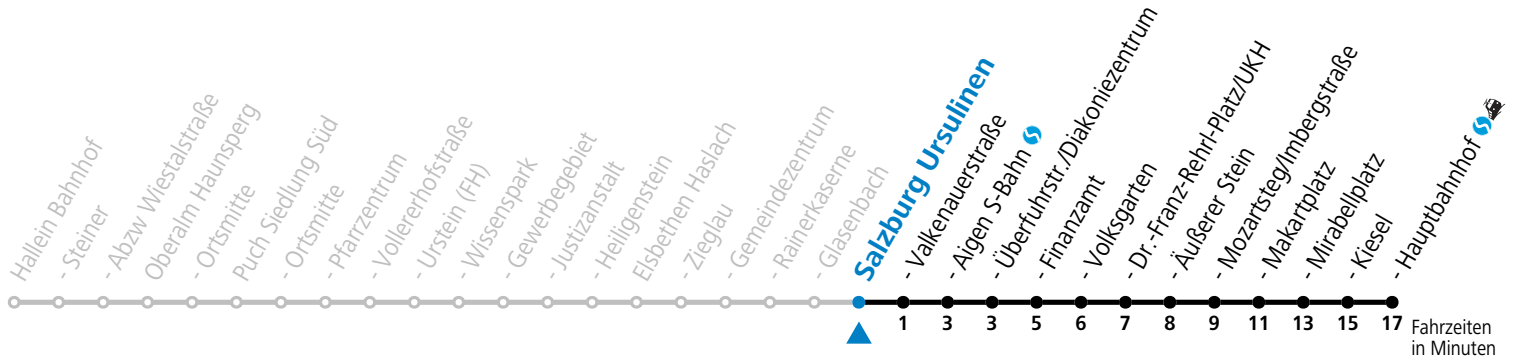 Hallein Bahnhof
- Steiner
- Abzw Wiestalstraße
Oberalm Haunsperg
- Ortsmitte
Puch Siedlung Süd
- Ortsmitte
- Pfarrzentrum
- Vollererhofstraße
- Urstein (FH)
- Wissenspark
- Gewerbegebiet
- Justizanstalt
- Heiligenstein
Elsbethen Haslach
- Zieglau
- Gemeindezentrum
- Rainerkaserne
- Glasenbach
Salzburg Ursulinen
- Valkenauerstraße
- Aigen S-Bahn
- Überfuhrstr./Diakoniezentrum
- Finanzamt
- Volksgarten
- Dr.-Franz-Rehrl-Platz/UKH
- Äußerer Stein
- Mozartsteg/Imbergstraße
- Makartplatz
- Mirabellplatz
- Kiesel
- Hauptbahnhof
1 3 3 5 6 7 8 9 11 13 15 17
Fahrzeiten
in Minuten